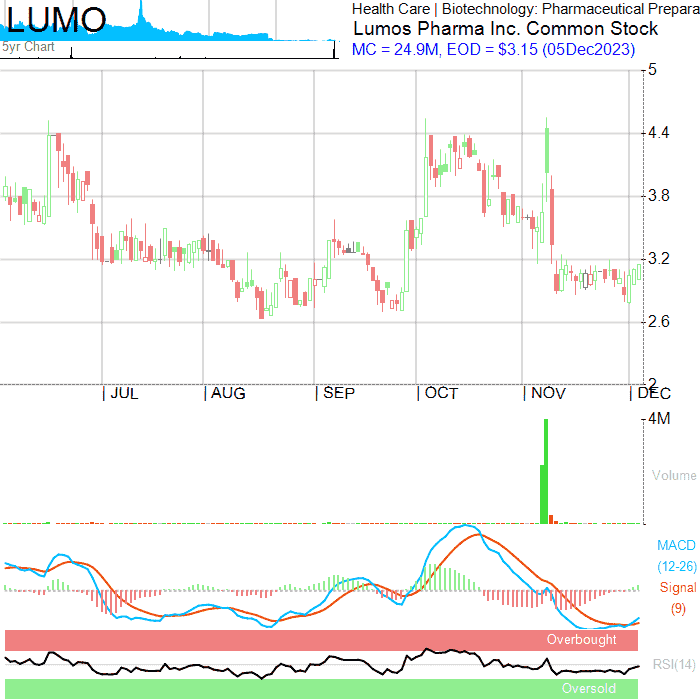 LUMO
Health Care | Biotechnology: Pharmaceutical Prepara
Lumos Pharma Inc. Common Stock
5yr Chart
MC = 24.9M, EOD = $3.15 (05Dec2023)
5
4.4
3.8
3.2
2.6
2
| JUL | AUG | SEP | OCT | NOV | DEC
4M
Volume
MACD
(12-26)
Signal
(9)
Overbought
RSI(14)
Oversold